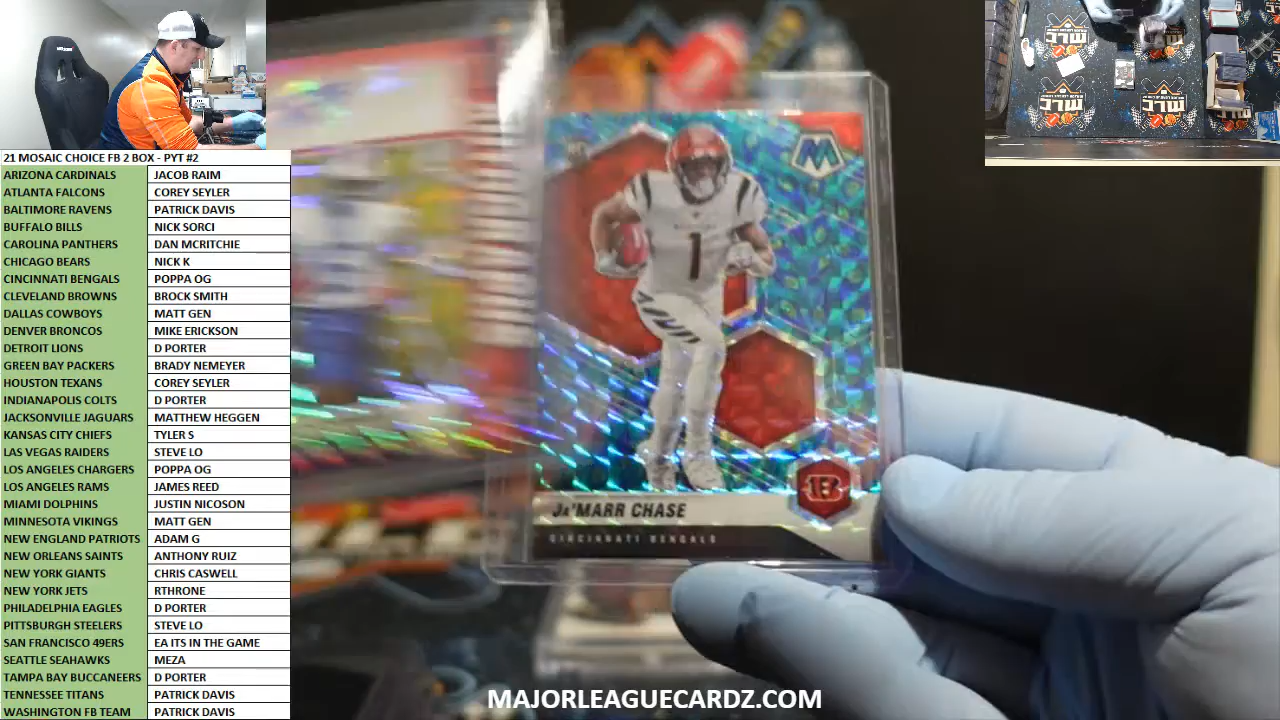 21 MOSAIC CHOICE FB 2 BOX - PYT #2
ARIZONA CARDINALS JACOB RAIM
ATLANTA FALCONS COREY SEYLER
BALTIMORE RAVENS PATRICK DAVIS
BUFFALO BILLS NICK SORCI
CAROLINA PANTHERS DAN MCRITCHIE
CHICAGO BEARS NICK K
CINCINNATI BENGALS POPPA OG
CLEVELAND BROWNS BROCK SMITH
DALLAS COWBOYS MATT GEN
DENVER BRONCOS MIKE ERICKSON
DETROIT LIONS D PORTER
GREEN BAY PACKERS BRADY NEMEYER
HOUSTON TEXANS COREY SEYLER
INDIANAPOLIS COLTS D PORTER
JACKSONVILLE JAGUARS MATTHEW HEGGEN
KANSAS CITY CHIEFS TYLER S
LAS VEGAS RAIDERS STEVE LO
LOS ANGELES CHARGERS POPPA OG
LOS ANGELES RAMS JAMES REED
MIAMI DOLPHINS JUSTIN NICOSON
MINNESOTA VIKINGS MATT GEN
NEW ENGLAND PATRIOTS ADAM G
NEW ORLEANS SAINTS ANTHONY RUIZ
NEW YORK GIANTS CHRIS CASWELL
NEW YORK JETS RTHRONE
PHILADELPHIA EAGLES D PORTER
PITTSBURGH STEELERS STEVE LO
SAN FRANCISCO 49ERS EA ITS IN THE GAME
SEATTLE SEAHAWKS MEZA
TAMPA BAY BUCCANEERS D PORTER
TENNESSEE TITANS PATRICK DAVIS
WASHINGTON FB TEAM PATRICK DAVIS
M
1
B
JA'MARR CHASE
CINCINNATI BENGALS
MLC
MLC
MLC
MLC
MAJORLEAGUECARDZ.COM